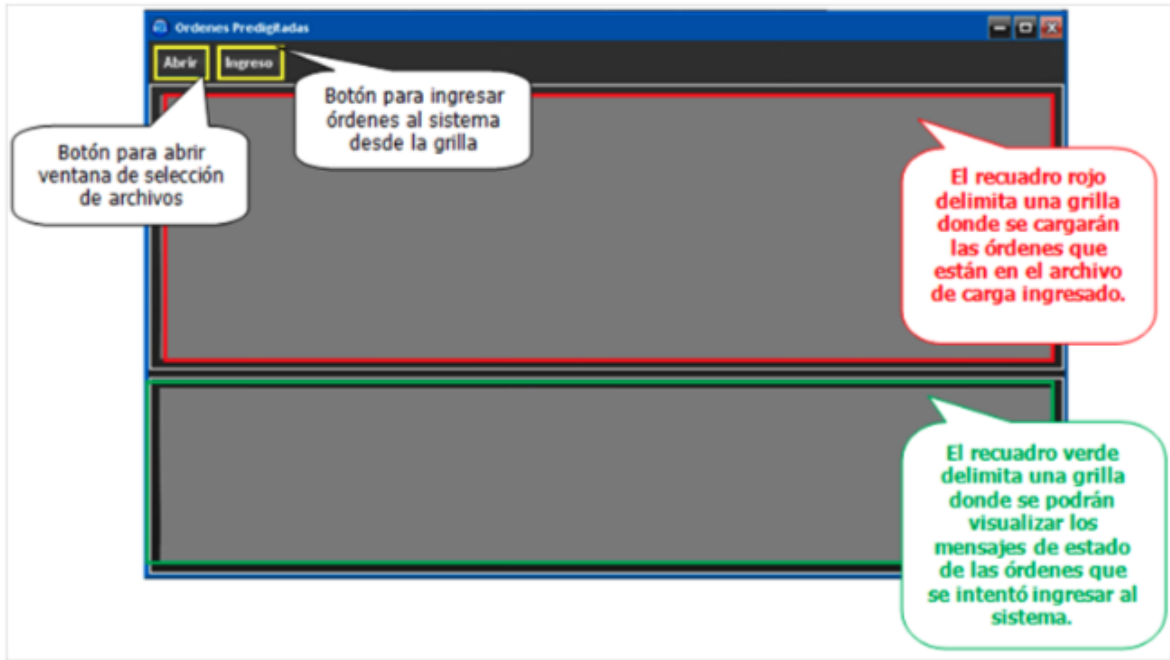 Ordenes Predigitadas
Abrir
Ingreso
Botón para ingresar
órdenes al sistema
desde la grilla
Botón para abrir
ventana de selección
de archivos
El recuadro rojo
delimita una grilla
donde se cargarán
las órdenes que
están en el archivo
de carga ingresado.
El recuadro verde
delimita una grilla
donde se podrán
visualizar los
mensajes de estado
de las órdenes que
se intentó ingresar al
sistema.